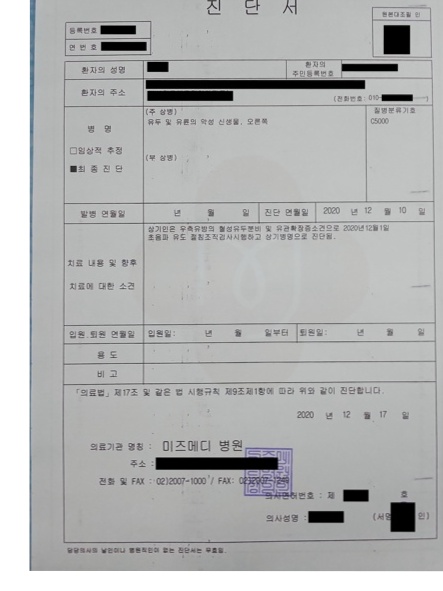 진 단 서
원본대조필 인
등록번호
연 번 호
환자의 성명
환자의 주민등록번호
환자의 주소
(전화번호: 010-
병 명
□임상적 추정
■최 종 진 단
(주 상병)
유두 및 유륜의 악성 신생물, 오른쪽
(부 상병)
질병분류기호
C5000
발병 연월일 년 월 일 진단 연월일 2020 년 12 월 10 일
치료 내용 및 향후
치료에 대한 소견
상기인은 우측유방의 혈성유두분비 및 유관확장증소견으로 2020년12월1일
초음파 유도 절침조직검사시행하고 상기병명으로 진단됨.
입원 퇴원 연월일 입원일: 년 월 일부터 퇴원일: 년 월 일
용 도
비 고
「의료법」 제17조 및 같은 법 시행규칙 제9조제1항에 따라 위와 같이 진단합니다.
2020 년 12 월 17 일
의료기관 명칭 : 미즈메디 병원
주소 :
전화 및 FAX : 02)2007-1000 / FAX: 02)2007-
의사면허번호 : 제 호
의사성명 : (서명 인)
담당의사의 날인이나 병원직인이 없는 진단서는 무효임.